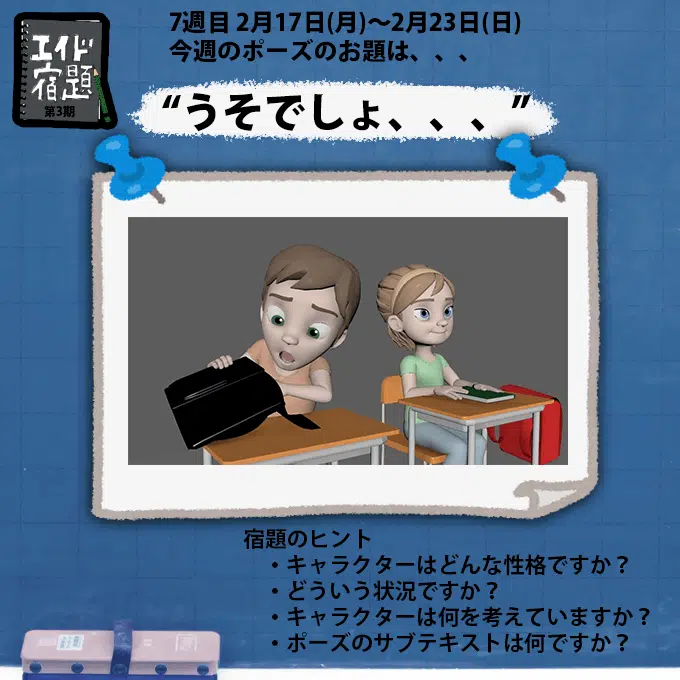 エイド
宿題
第3期
7週目 2月17日(月)〜2月23日(日)
今週のポーズのお題は、、、
“うそでしょ、、、”
宿題のヒント
・キャラクターはどんな性格ですか？
・どういう状況ですか？
・キャラクターは何を考えていますか？
・ポーズのサブテキストは何ですか？